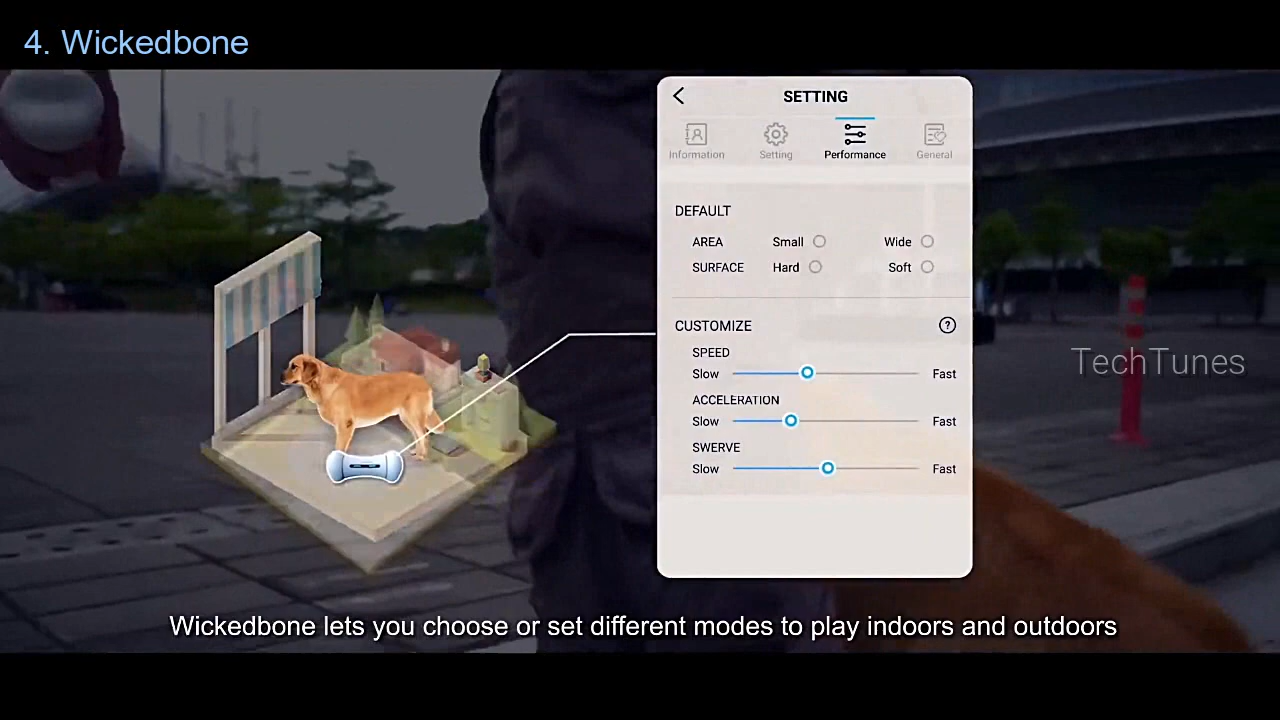 4. Wickedbone
SETTING
Information Setting Performance General
DEFAULT
AREA Small Wide
SURFACE Hard Soft
CUSTOMIZE ?
SPEED
Slow Fast
ACCELERATION
Slow Fast
SWERVE
Slow Fast
TechTunes
Wickedbone lets you choose or set different modes to play indoors and outdoors